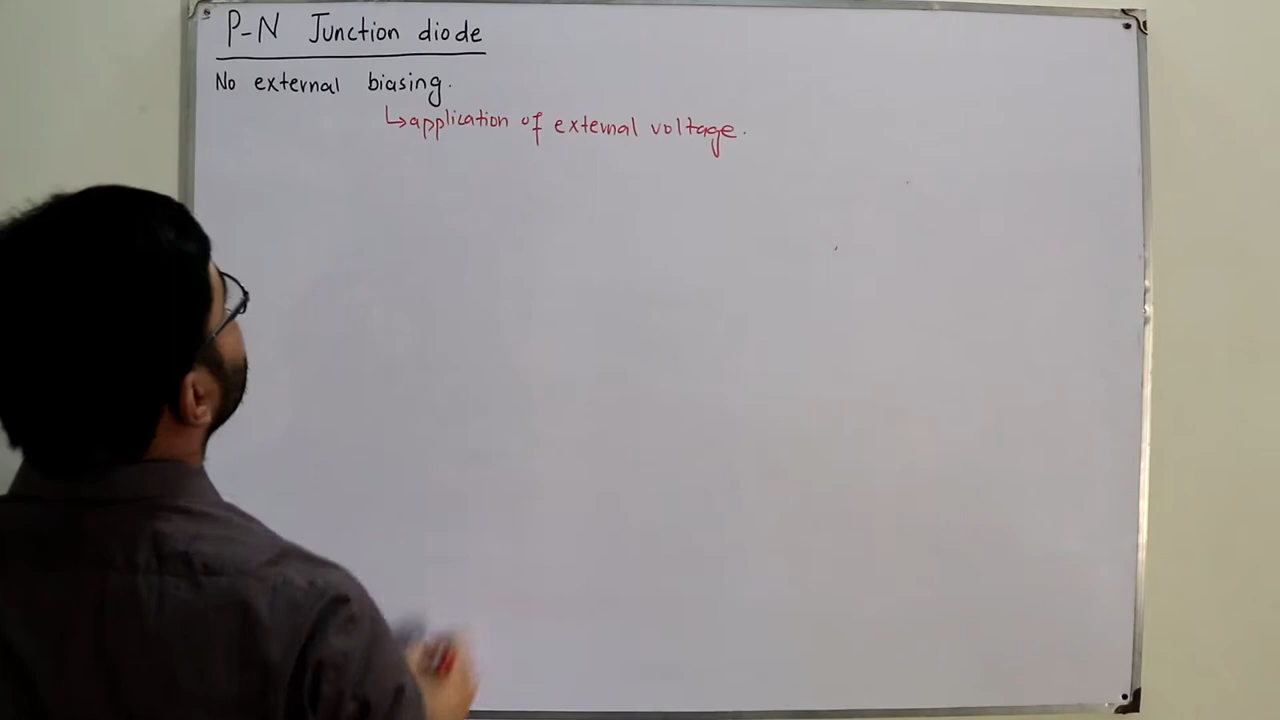 P-N Junction diode
No external biasing.
↳application of external voltage.